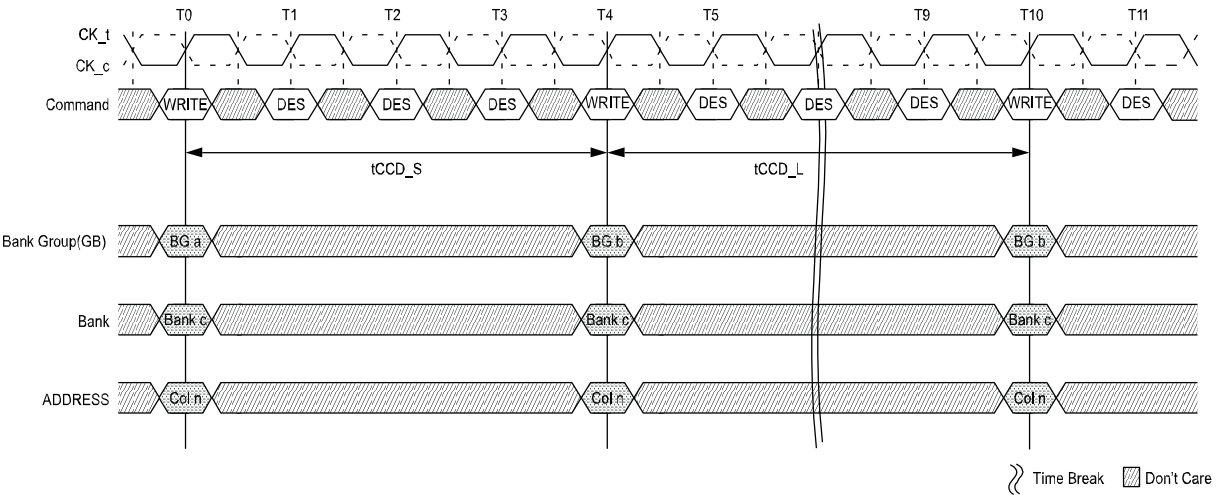 T0 T1 T2 T3 T4 T5 T9 T10 T11
CK_t
CK_c
Command WRITE DES DES DES WRITE DES DES DES WRITE DES
tCCD_S tCCD_L
Bank Group(GB) BG a BG b BG b
Bank Bank c Bank c Bank c
ADDRESS Col n Col n Col n
Time Break Don't Care